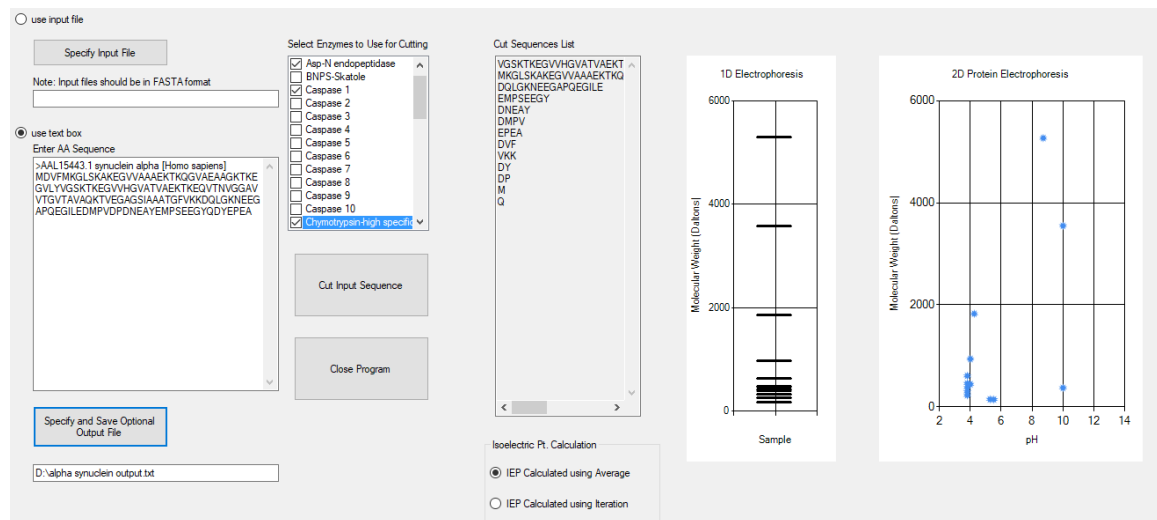 use input file
Specify Input File
Note: Input files should be in FASTA format
use text box
Enter AA Sequence
>AAL15443.1 synuclein alpha [Homo sapiens]
MDVFMKGLSKAKEGVVAAAEKTKQGVAEAAGKTKE
GVLYVGSKTKEGVVHGVATVAEKTKEQVTNVGGAV
VTGVTAVAQKTVEGAGSIAAATGFVKKDQLGKNEEG
APQEGILEDMPVDPDNEAYEMPSEEGYQDYEPEA
Specify and Save Optional
Output File
D:\alpha synuclein output.txt
Select Enzymes to Use for Cutting
Asp-N endopeptidase
BNPS-Skatole
Caspase 1
Caspase 2
Caspase 3
Caspase 4
Caspase 5
Caspase 6
Caspase 7
Caspase 8
Caspase 9
Caspase 10
Chymotrypsin-high specific
Cut Input Sequence
Close Program
Cut Sequences List
VGSKTKEGVVHGVATVAEKT
MKGLSKAKEGVVAAAEKTKQ
DQLGKNEEGAPQEGILE
EMPSEEGY
DNEAY
DMPV
EPEA
DVF
VKK
DY
DP
M
Q
Isoelectric Pt. Calculation
IEP Calculated using Average
IEP Calculated using Iteration
1D Electrophoresis
Molecular Weight [Daltons]
6000
4000
2000
0
Sample
2D Protein Electrophoresis
Molecular Weight [Daltons]
6000
4000
2000
0
2 4 6 8 10 12 14
pH